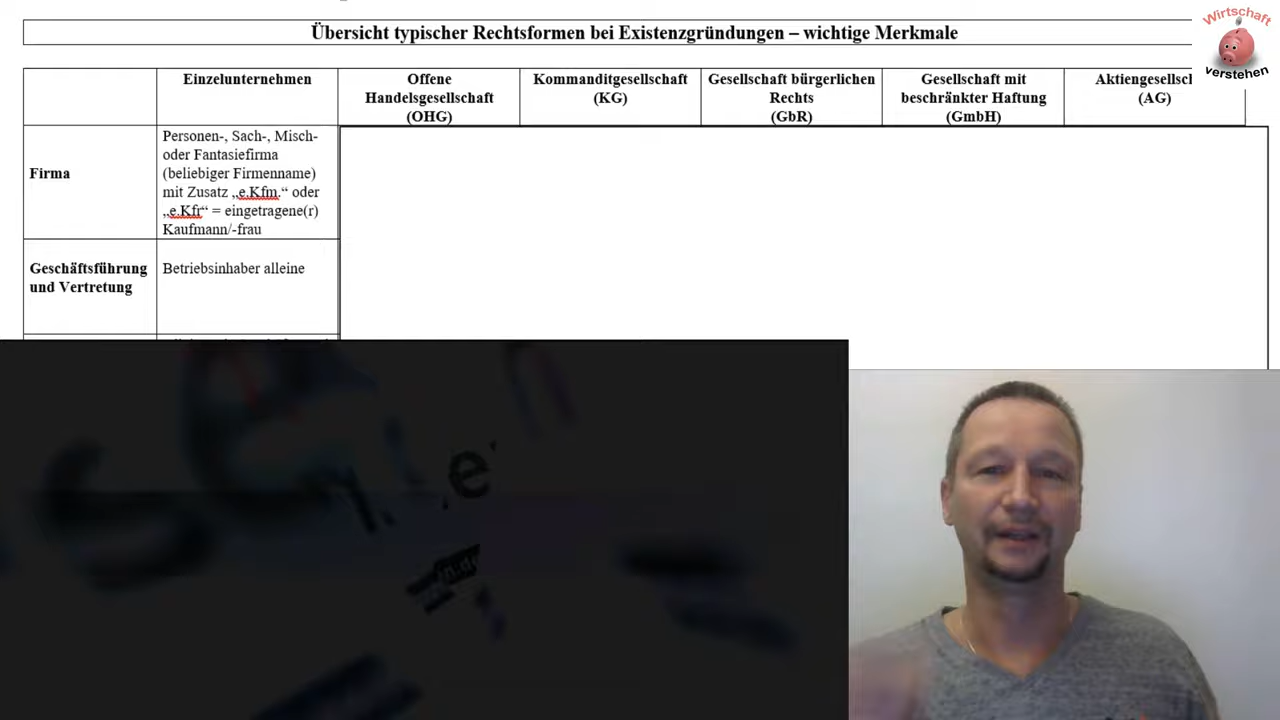 Wirtschaft
verstehen
Übersicht typischer Rechtsformen bei Existenzgründungen – wichtige Merkmale
Einzelunternehmen
Offene
Handelsgesellschaft
(OHG)
Kommanditgesellschaft
(KG)
Gesellschaft bürgerlichen
Rechts
(GbR)
Gesellschaft mit
beschränkter Haftung
(GmbH)
Aktiengesellsc
(AG)
Firma
Personen-, Sach-, Misch-
oder Fantasiefirma
(beliebiger Firmenname)
mit Zusatz „e.Kfm.“ oder
„e.Kfr“ = eingetragene(r)
Kaufmann/-frau
Geschäftsführung
und Vertretung
Betriebsinhaber alleine